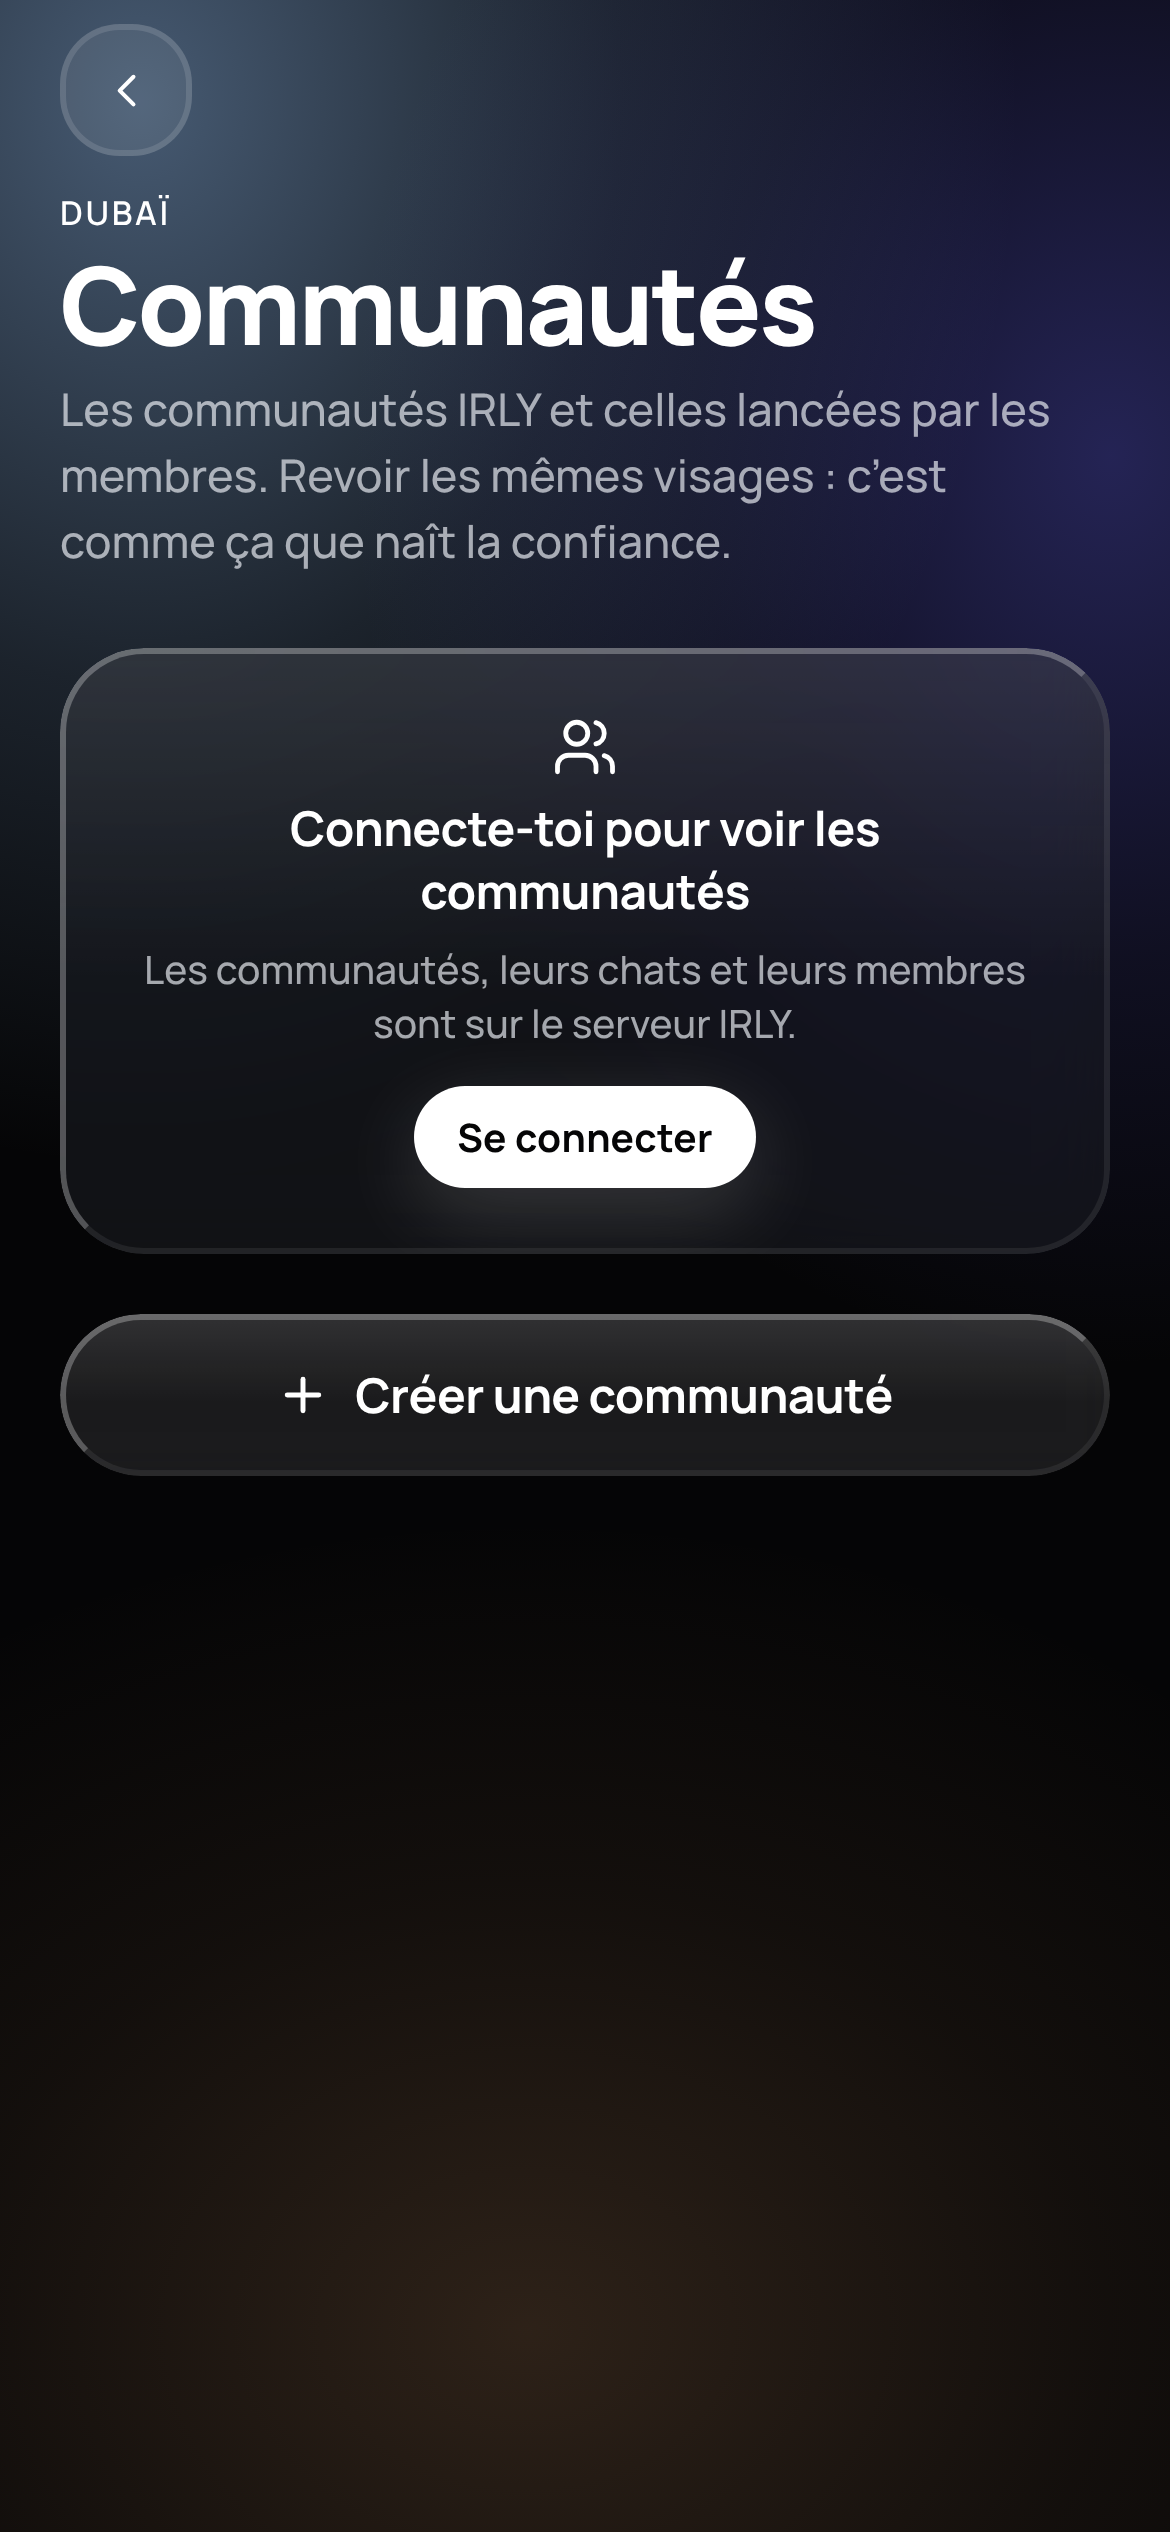 DUBAÏ
Communautés
Les communautés IRLY et celles lancées par les
membres. Revoir les mêmes visages : c’est
comme ça que naît la confiance.
Connecte-toi pour voir les
communautés
Les communautés, leurs chats et leurs membres
sont sur le serveur IRLY.
Se connecter
Créer une communauté